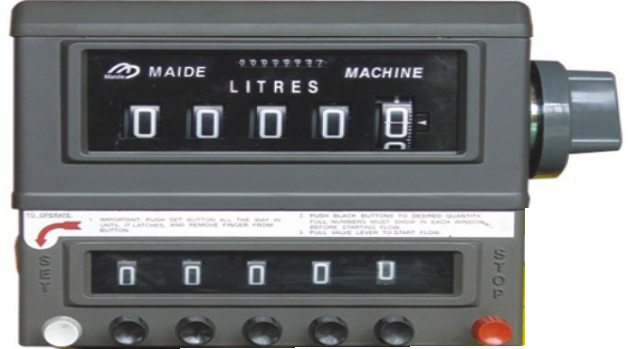 Maide MAIDE MACHINE
LITRES
0 0 0 0 0
TO OPERATE:
1. IMPORTANT: PUSH SET BUTTON ALL THE WAY IN
UNTIL IT LATCHES, AND REMOVE FINGER FROM
BUTTON.
2. PUSH BLACK BUTTONS TO DESIRED QUANTITY.
FULL NUMBERS MUST SHOW IN EACH WINDOW
BEFORE STARTING FLOW.
3. PULL VALVE LEVER TO START FLOW.
SET
0 0 0 0 0
STOP